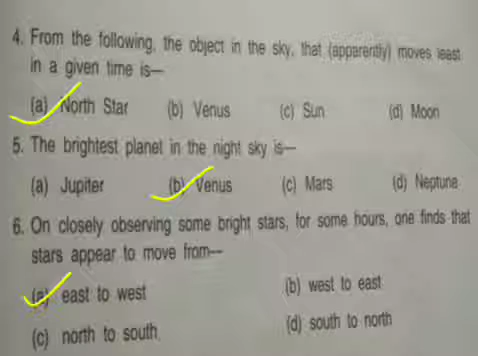 4. From the following, the object in the sky, that (apparently) moves least
in a given time is—
(a) North Star (b) Venus (c) Sun (d) Moon
5. The brightest planet in the night sky is—
(a) Jupiter (b) Venus (c) Mars (d) Neptune
6. On closely observing some bright stars, for some hours, one finds that
stars appear to move from—
(a) east to west (b) west to east
(c) north to south (d) south to north